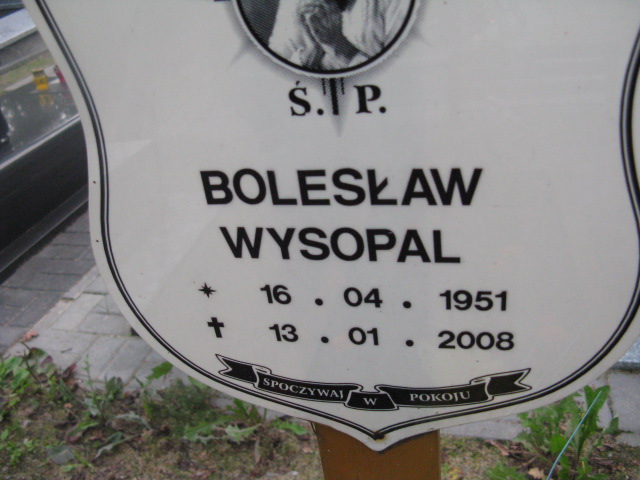 Ś. P.
BOLESŁAW
WYSOPAL
* 16 . 04 . 1951
✝ 13 . 01 . 2008
SPOCZYWAJ W POKOJU